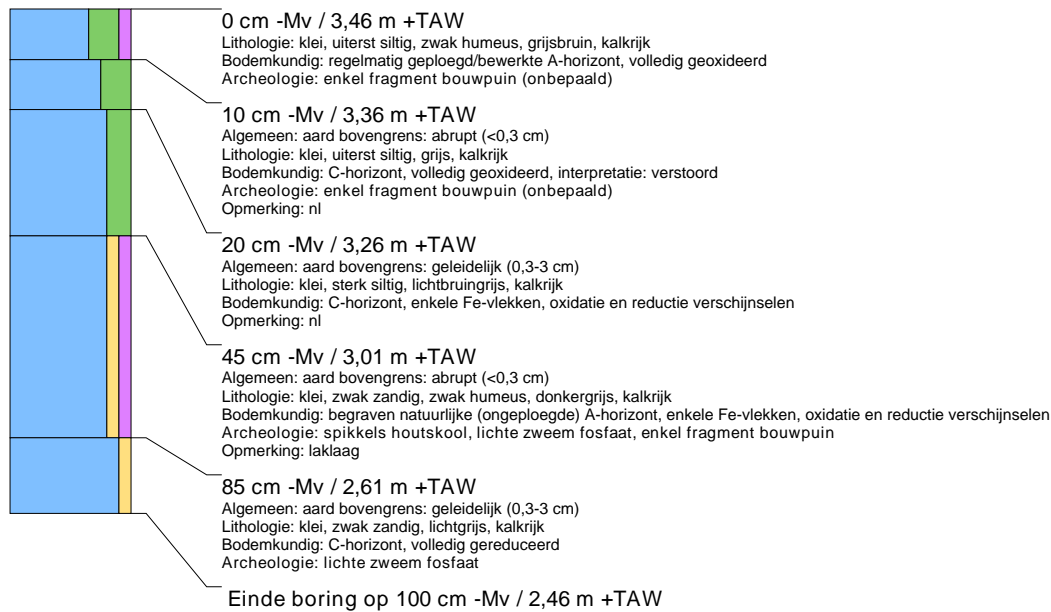 0 cm -Mv / 3,46 m +TAW
Lithologie: klei, uiterst siltig, zwak humeus, grijsbruin, kalkrijk
Bodemkundig: regelmatig geploegd/bewerkte A-horizont, volledig geoxideerd
Archeologie: enkel fragment bouwpuin (onbepaald)
10 cm -Mv / 3,36 m +TAW
Algemeen: aard bovengrens: abrupt (<0,3 cm)
Lithologie: klei, uiterst siltig, grijs, kalkrijk
Bodemkundig: C-horizont, volledig geoxideerd, interpretatie: verstoord
Archeologie: enkel fragment bouwpuin (onbepaald)
Opmerking: nl
20 cm -Mv / 3,26 m +TAW
Algemeen: aard bovengrens: geleidelijk (0,3-3 cm)
Lithologie: klei, sterk siltig, lichtbruingrijs, kalkrijk
Bodemkundig: C-horizont, enkele Fe-vlekken, oxidatie en reductie verschijnselen
Opmerking: nl
45 cm -Mv / 3,01 m +TAW
Algemeen: aard bovengrens: abrupt (<0,3 cm)
Lithologie: klei, zwak zandig, zwak humeus, donkergrijs, kalkrijk
Bodemkundig: begraven natuurlijke (ongeploegde) A-horizont, enkele Fe-vlekken, oxidatie en reductie verschijnselen
Archeologie: spikkels houtskool, lichte zweem fosfaat, enkel fragment bouwpuin
Opmerking: laklaag
85 cm -Mv / 2,61 m +TAW
Algemeen: aard bovengrens: geleidelijk (0,3-3 cm)
Lithologie: klei, zwak zandig, lichtgrijs, kalkrijk
Bodemkundig: C-horizont, volledig gereduceerd
Archeologie: lichte zweem fosfaat
Einde boring op 100 cm -Mv / 2,46 m +TAW